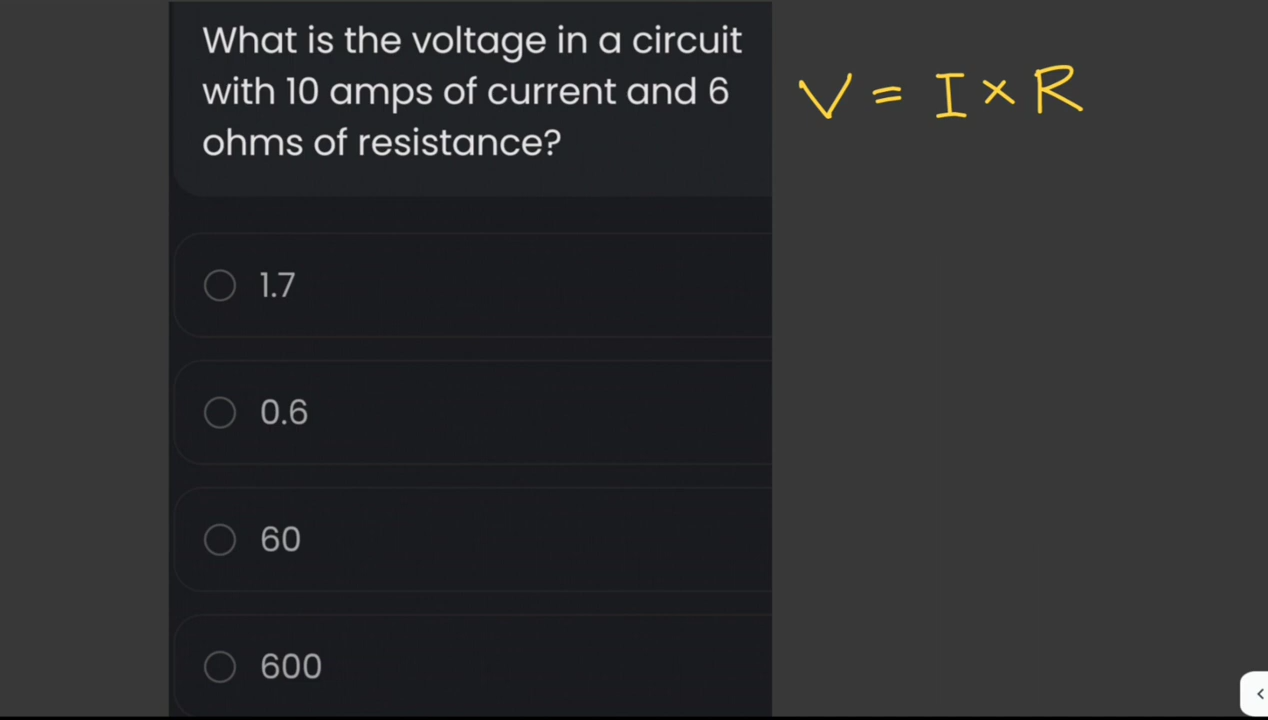 What is the voltage in a circuit
with 10 amps of current and 6
ohms of resistance?
V = I × R
1.7
0.6
60
600